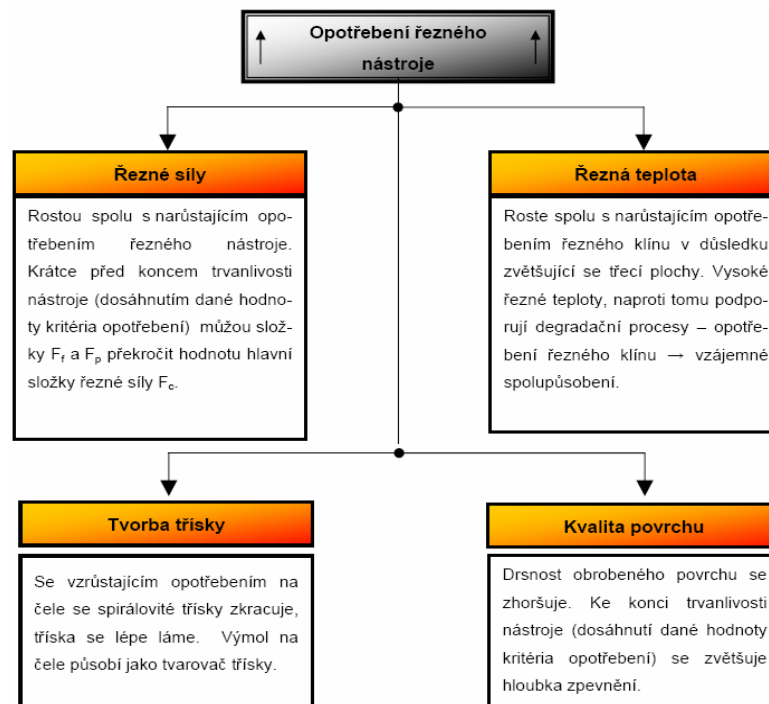 Opotřebení řezného
nástroje
Řezné síly
Rostou spolu s narůstajícím opo-
třebením řezného nástroje.
Krátce před koncem trvanlivosti
nástroje (dosáhnutím dané hodno-
ty kritéria opotřebení) můžou slož-
ky Ff a Fp překročit hodnotu hlavní
složky řezné síly Fc.
Řezná teplota
Roste spolu s narůstajícím opotře-
bením řezného klínu v důsledku
zvětšující se třecí plochy. Vysoké
řezné teploty, naproti tomu podpo-
rují degradační procesy – opotře-
bení řezného klínu → vzájemné
spolupůsobení.
Tvorba třísky
Se vzrůstajícím opotřebením na
čele se spirálovité třísky zkracuje,
tříska se lépe láme. Výmol na
čele působí jako tvarovač třísky.
Kvalita povrchu
Drsnost obrobeného povrchu se
zhoršuje. Ke konci trvanlivosti
nástroje (dosáhnutí dané hodnoty
kritéria opotřebení) se zvětšuje
hloubka zpevnění.